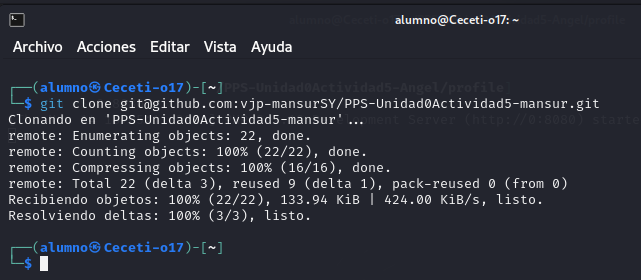 alumno@Ceceti-o17: ~
Archivo Acciones Editar Vista Ayuda
┌──(alumno㉿Ceceti-o17)-[~]
└─$ git clone git@github.com:vjp-mansurSY/PPS-Unidad0Actividad5-mansur.git
Clonando en 'PPS-Unidad0Actividad5-mansur'...
remote: Enumerating objects: 22, done.
remote: Counting objects: 100% (22/22), done.
remote: Compressing objects: 100% (16/16), done.
remote: Total 22 (delta 3), reused 9 (delta 1), pack-reused 0 (from 0)
Recibiendo objetos: 100% (22/22), 133.94 KiB | 424.00 KiB/s, listo.
Resolviendo deltas: 100% (3/3), listo.
┌──(alumno㉿Ceceti-o17)-[~]
└─$